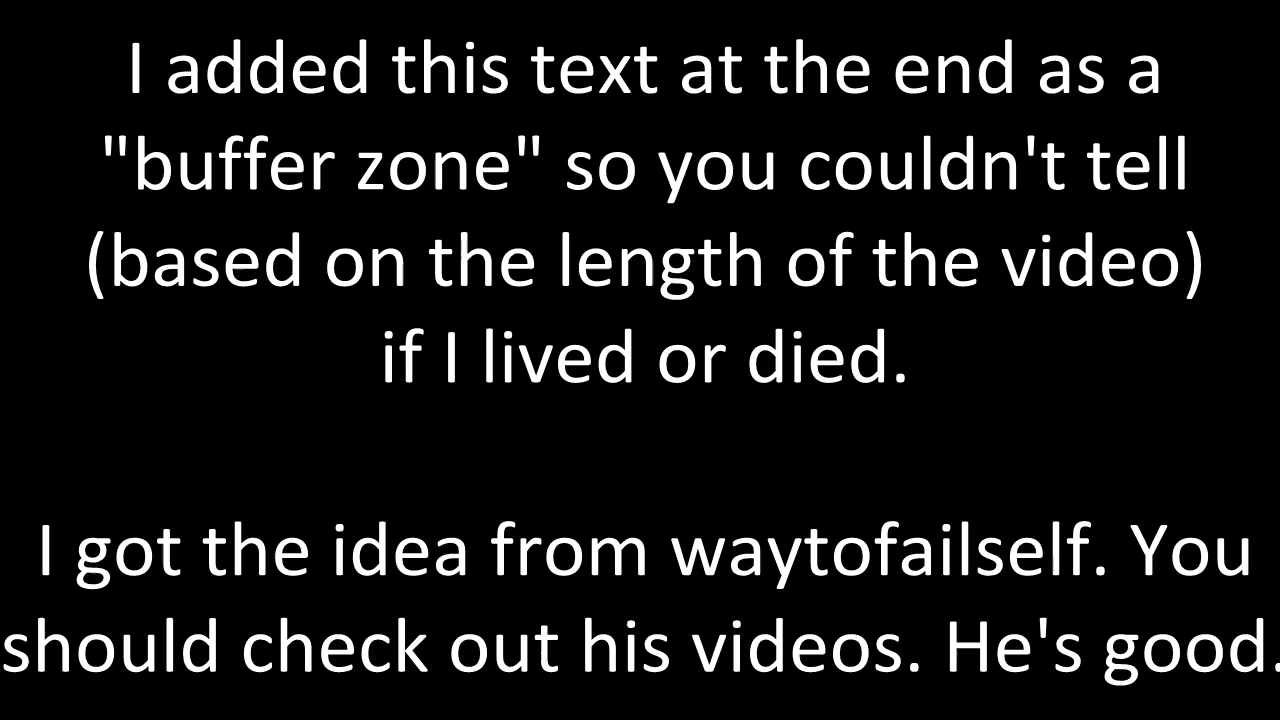 I added this text at the end as a
"buffer zone" so you couldn't tell
(based on the length of the video)
if I lived or died.
I got the idea from waytofailself. You
should check out his videos. He's good.